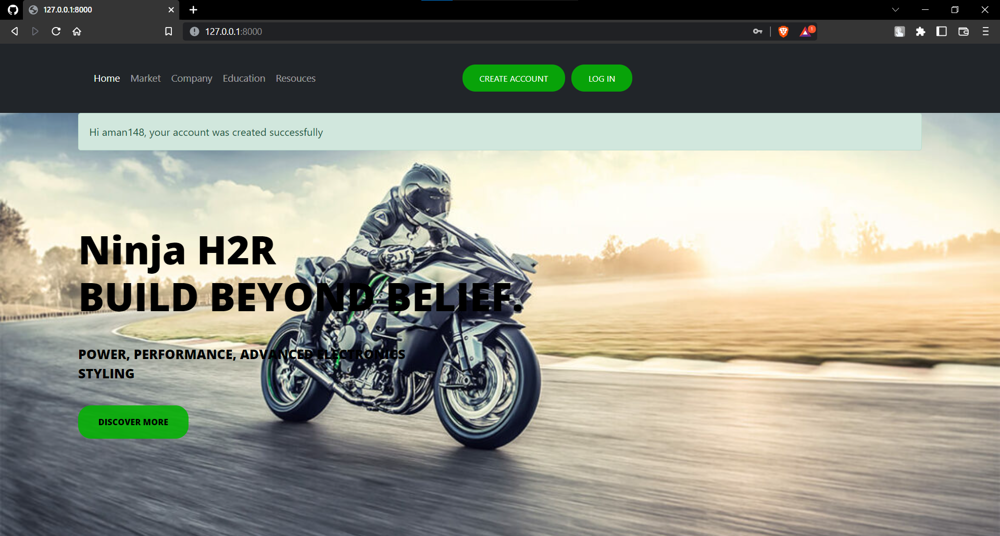 127.0.0.1:8000
127.0.0.1:8000
1
Home Market Company Education Resouces CREATE ACCOUNT LOG IN
Hi aman148, your account was created successfully
Ninja H2R
BUILD BEYOND BELIEF.
POWER, PERFORMANCE, ADVANCED ELECTRONICS
STYLING
DISCOVER MORE